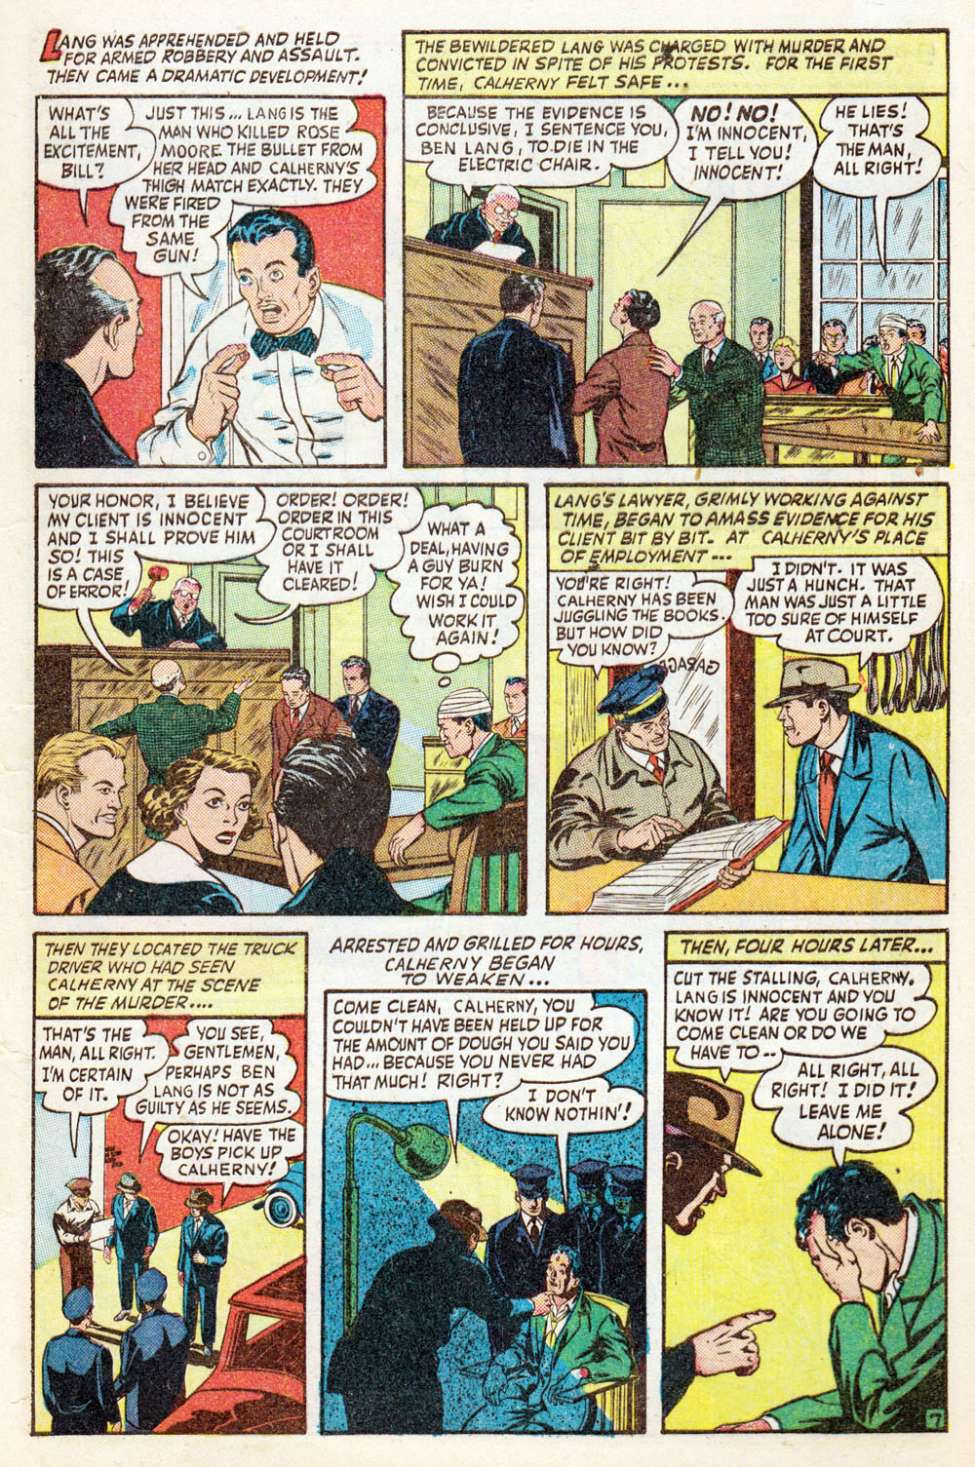 LANG WAS APPREHENDED AND HELD
FOR ARMED ROBBERY AND ASSAULT.
THEN CAME A DRAMATIC DEVELOPMENT!
WHAT'S
ALL THE
EXCITEMENT,
BILL?
JUST THIS... LANG IS THE
MAN WHO KILLED ROSE
MOORE. THE BULLET FROM
HER HEAD AND CALHERNY'S
THIGH MATCH EXACTLY. THEY
WERE FIRED
FROM THE
SAME
GUN!
THE BEWILDERED LANG WAS CHARGED WITH MURDER AND
CONVICTED IN SPITE OF HIS PROTESTS. FOR THE FIRST
TIME, CALHERNY FELT SAFE...
BECAUSE THE EVIDENCE IS
CONCLUSIVE, I SENTENCE YOU,
BEN LANG, TO DIE IN THE
ELECTRIC CHAIR.
NO! NO!
I'M INNOCENT,
I TELL YOU!
INNOCENT!
HE LIES!
THAT'S
THE MAN,
ALL RIGHT!
YOUR HONOR, I BELIEVE
MY CLIENT IS INNOCENT
AND I SHALL PROVE HIM
SO! THIS
IS A CASE
OF ERROR!
ORDER! ORDER!
ORDER IN THIS
COURTROOM
OR I SHALL
HAVE IT
CLEARED!
WHAT A
DEAL, HAVING
A GUY BURN
FOR YA!
WISH I COULD
WORK IT
AGAIN!
LANG'S LAWYER, GRIMLY WORKING AGAINST
TIME, BEGAN TO AMASS EVIDENCE FOR HIS
CLIENT BIT BY BIT. AT CALHERNY'S PLACE
OF EMPLOYMENT---
YOU'RE RIGHT!
CALHERNY HAS BEEN
JUGGLING THE BOOKS.
BUT HOW DID
YOU KNOW?
I DIDN'T. IT WAS
JUST A HUNCH. THAT
MAN WAS JUST A LITTLE
TOO SURE OF HIMSELF
AT COURT.
GARAGE
THEN THEY LOCATED THE TRUCK
DRIVER WHO HAD SEEN
CALHERNY AT THE SCENE
OF THE MURDER....
THAT'S THE
MAN, ALL RIGHT.
I'M CERTAIN
OF IT.
YOU SEE,
GENTLEMEN,
PERHAPS BEN
LANG IS NOT AS
GUILTY AS HE SEEMS.
OKAY! HAVE THE
BOYS PICK UP
CALHERNY!
ARRESTED AND GRILLED FOR HOURS,
CALHERNY BEGAN
TO WEAKEN...
COME CLEAN, CALHERNY, YOU
COULDN'T HAVE BEEN HELD UP FOR
THE AMOUNT OF DOUGH YOU SAID YOU
HAD... BECAUSE YOU NEVER HAD
THAT MUCH! RIGHT?
I DON'T
KNOW NOTHIN'!
THEN, FOUR HOURS LATER...
CUT THE STALLING, CALHERNY.
LANG IS INNOCENT AND YOU
KNOW IT! ARE YOU GOING TO
COME CLEAN OR DO WE
HAVE TO--
ALL RIGHT, ALL
RIGHT! I DID IT!
LEAVE ME
ALONE!
7